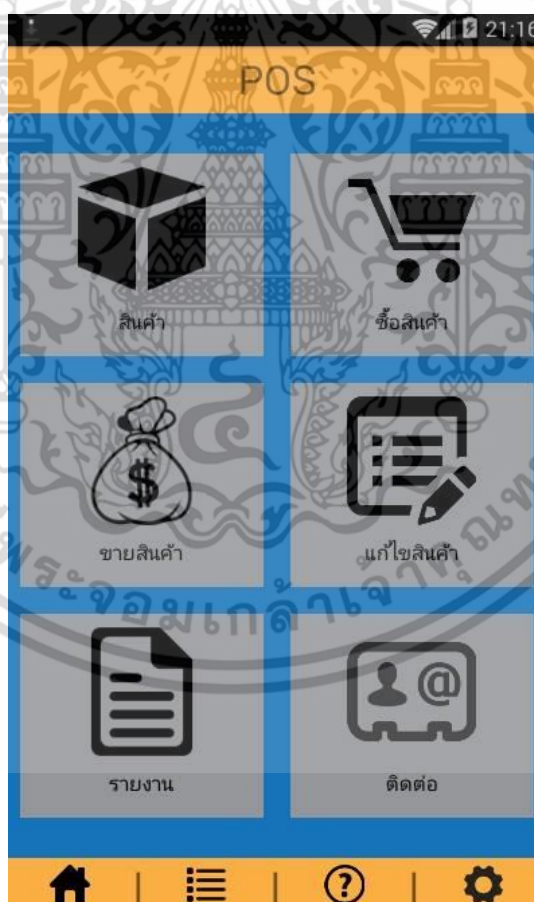 21:16
POS
สินค้า
ซื้อสินค้า
ขายสินค้า
แก้ไขสินค้า
รายงาน
ติดต่อ